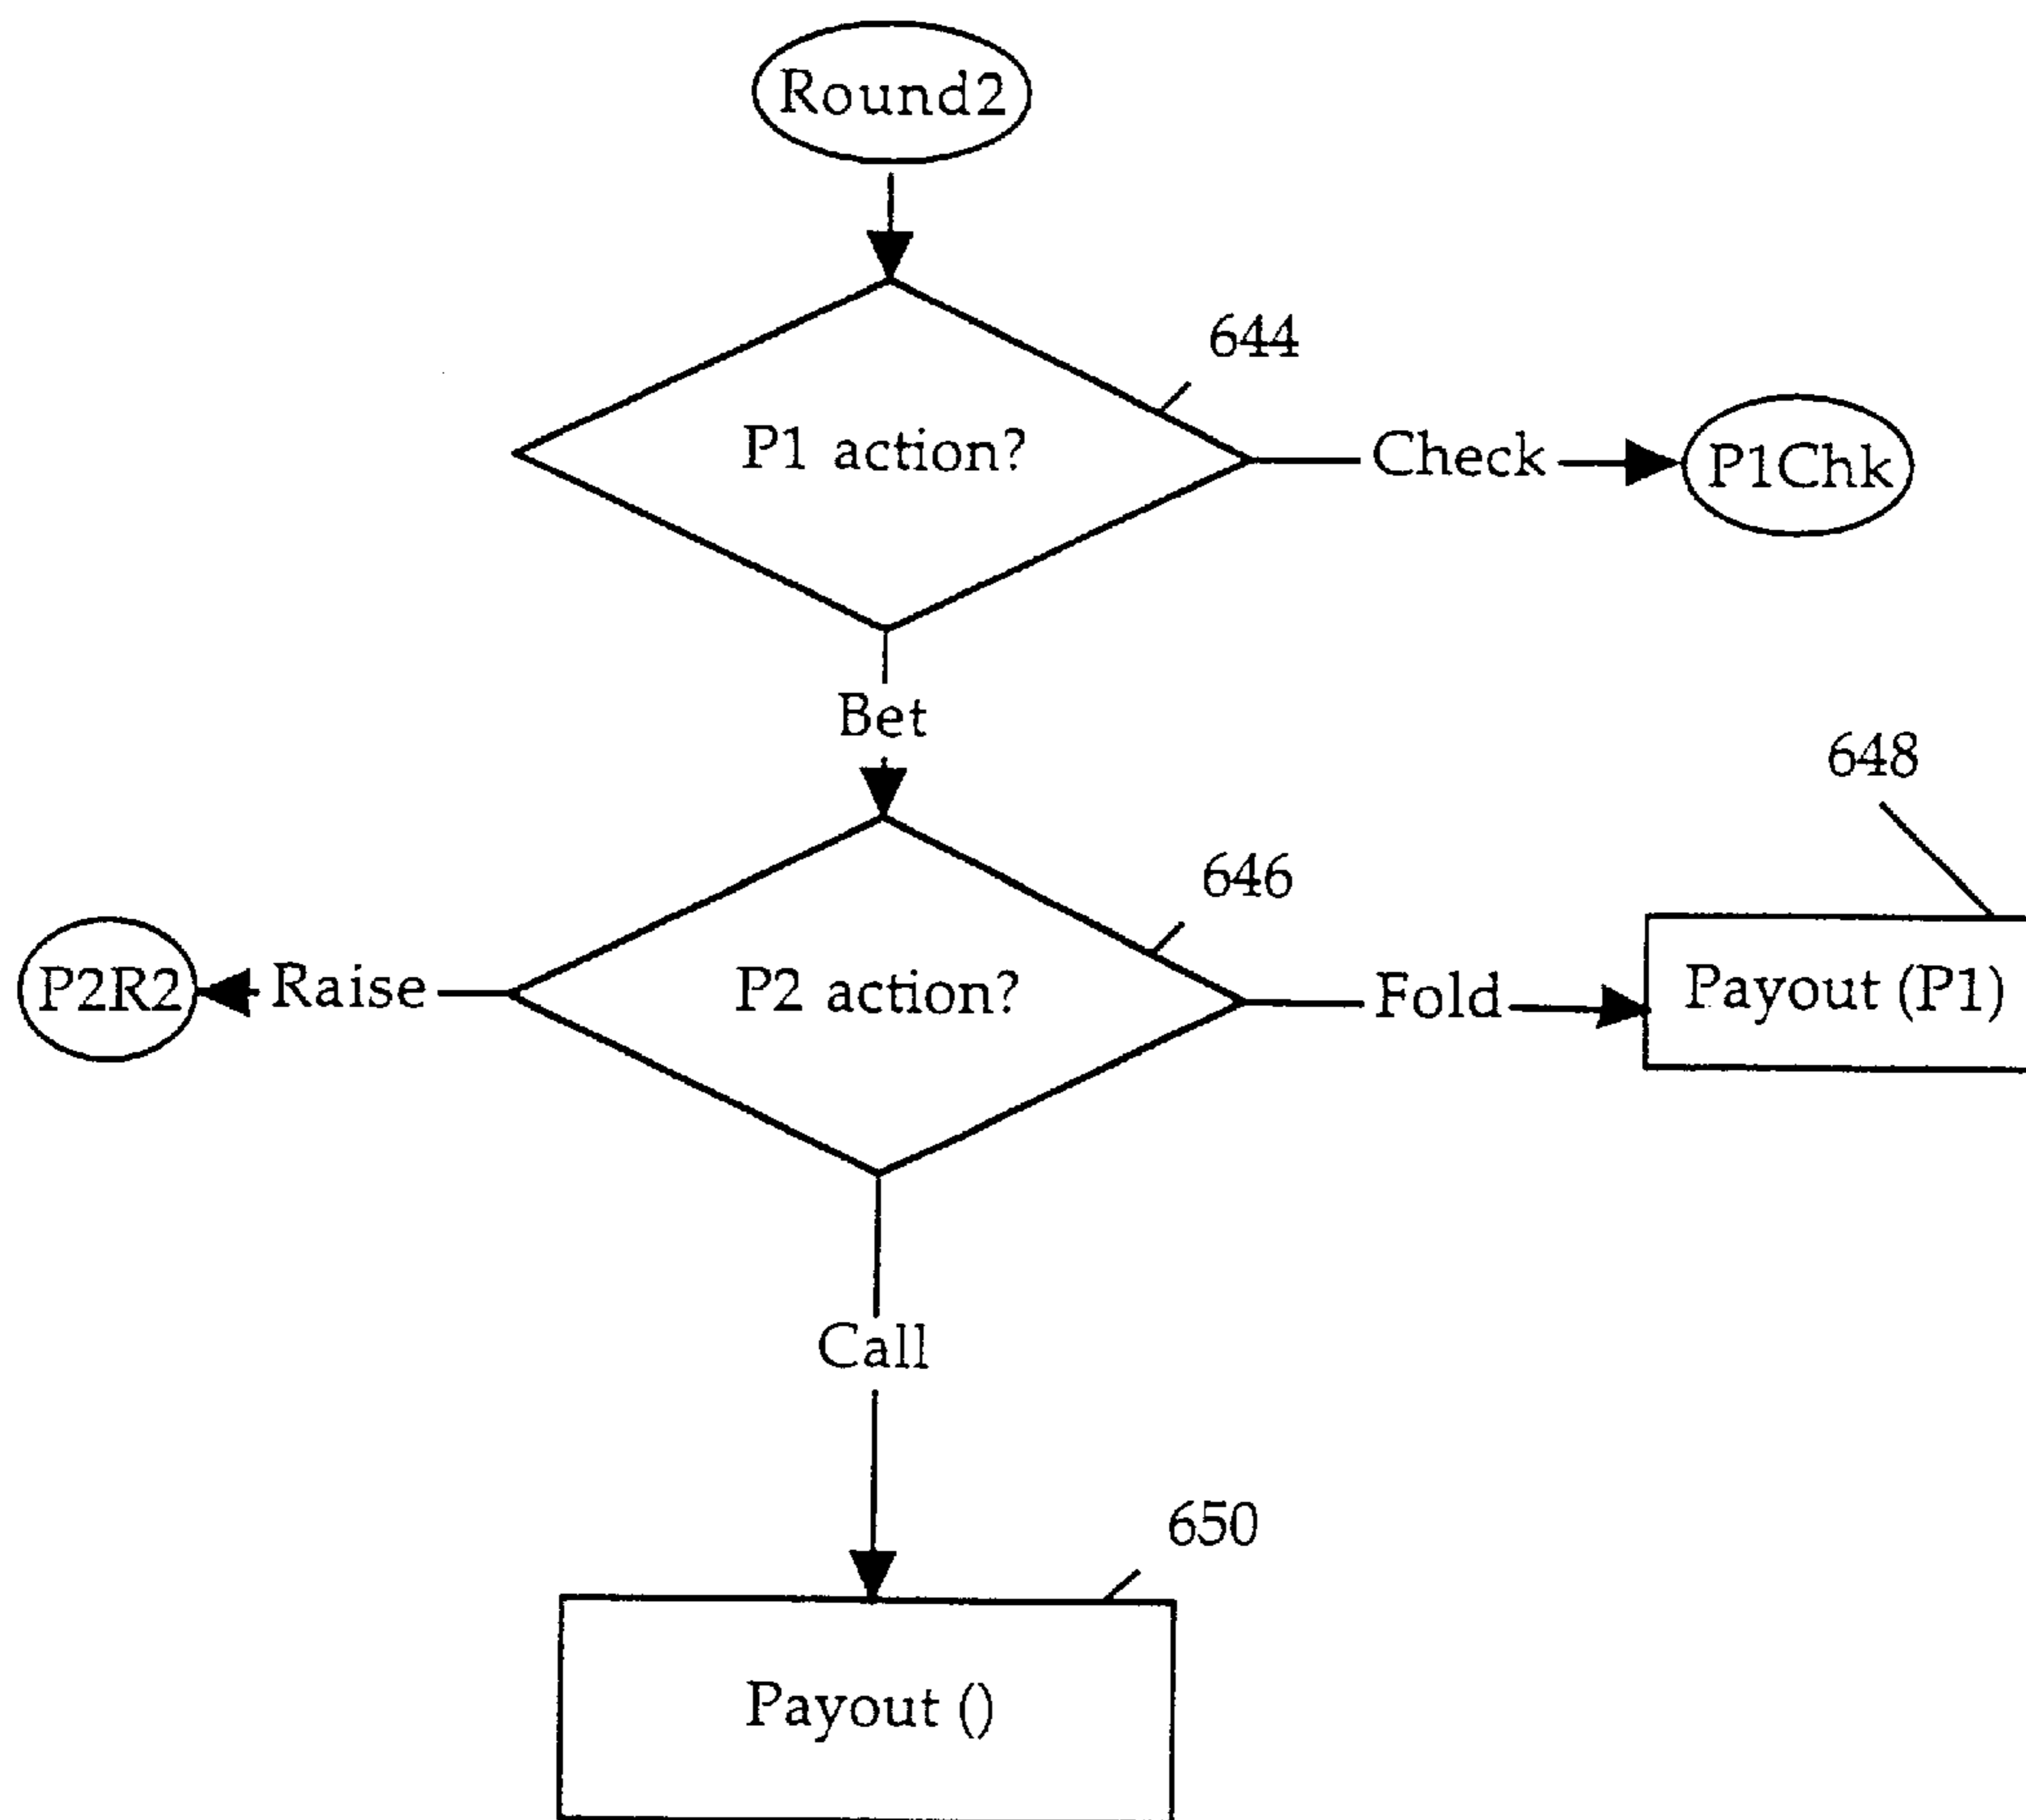 Round2
644
P1 action?
Check
P1Chk
Bet
648
646
P2R2
Raise
P2 action?
Fold
Payout (P1)
Call
650
Payout ()